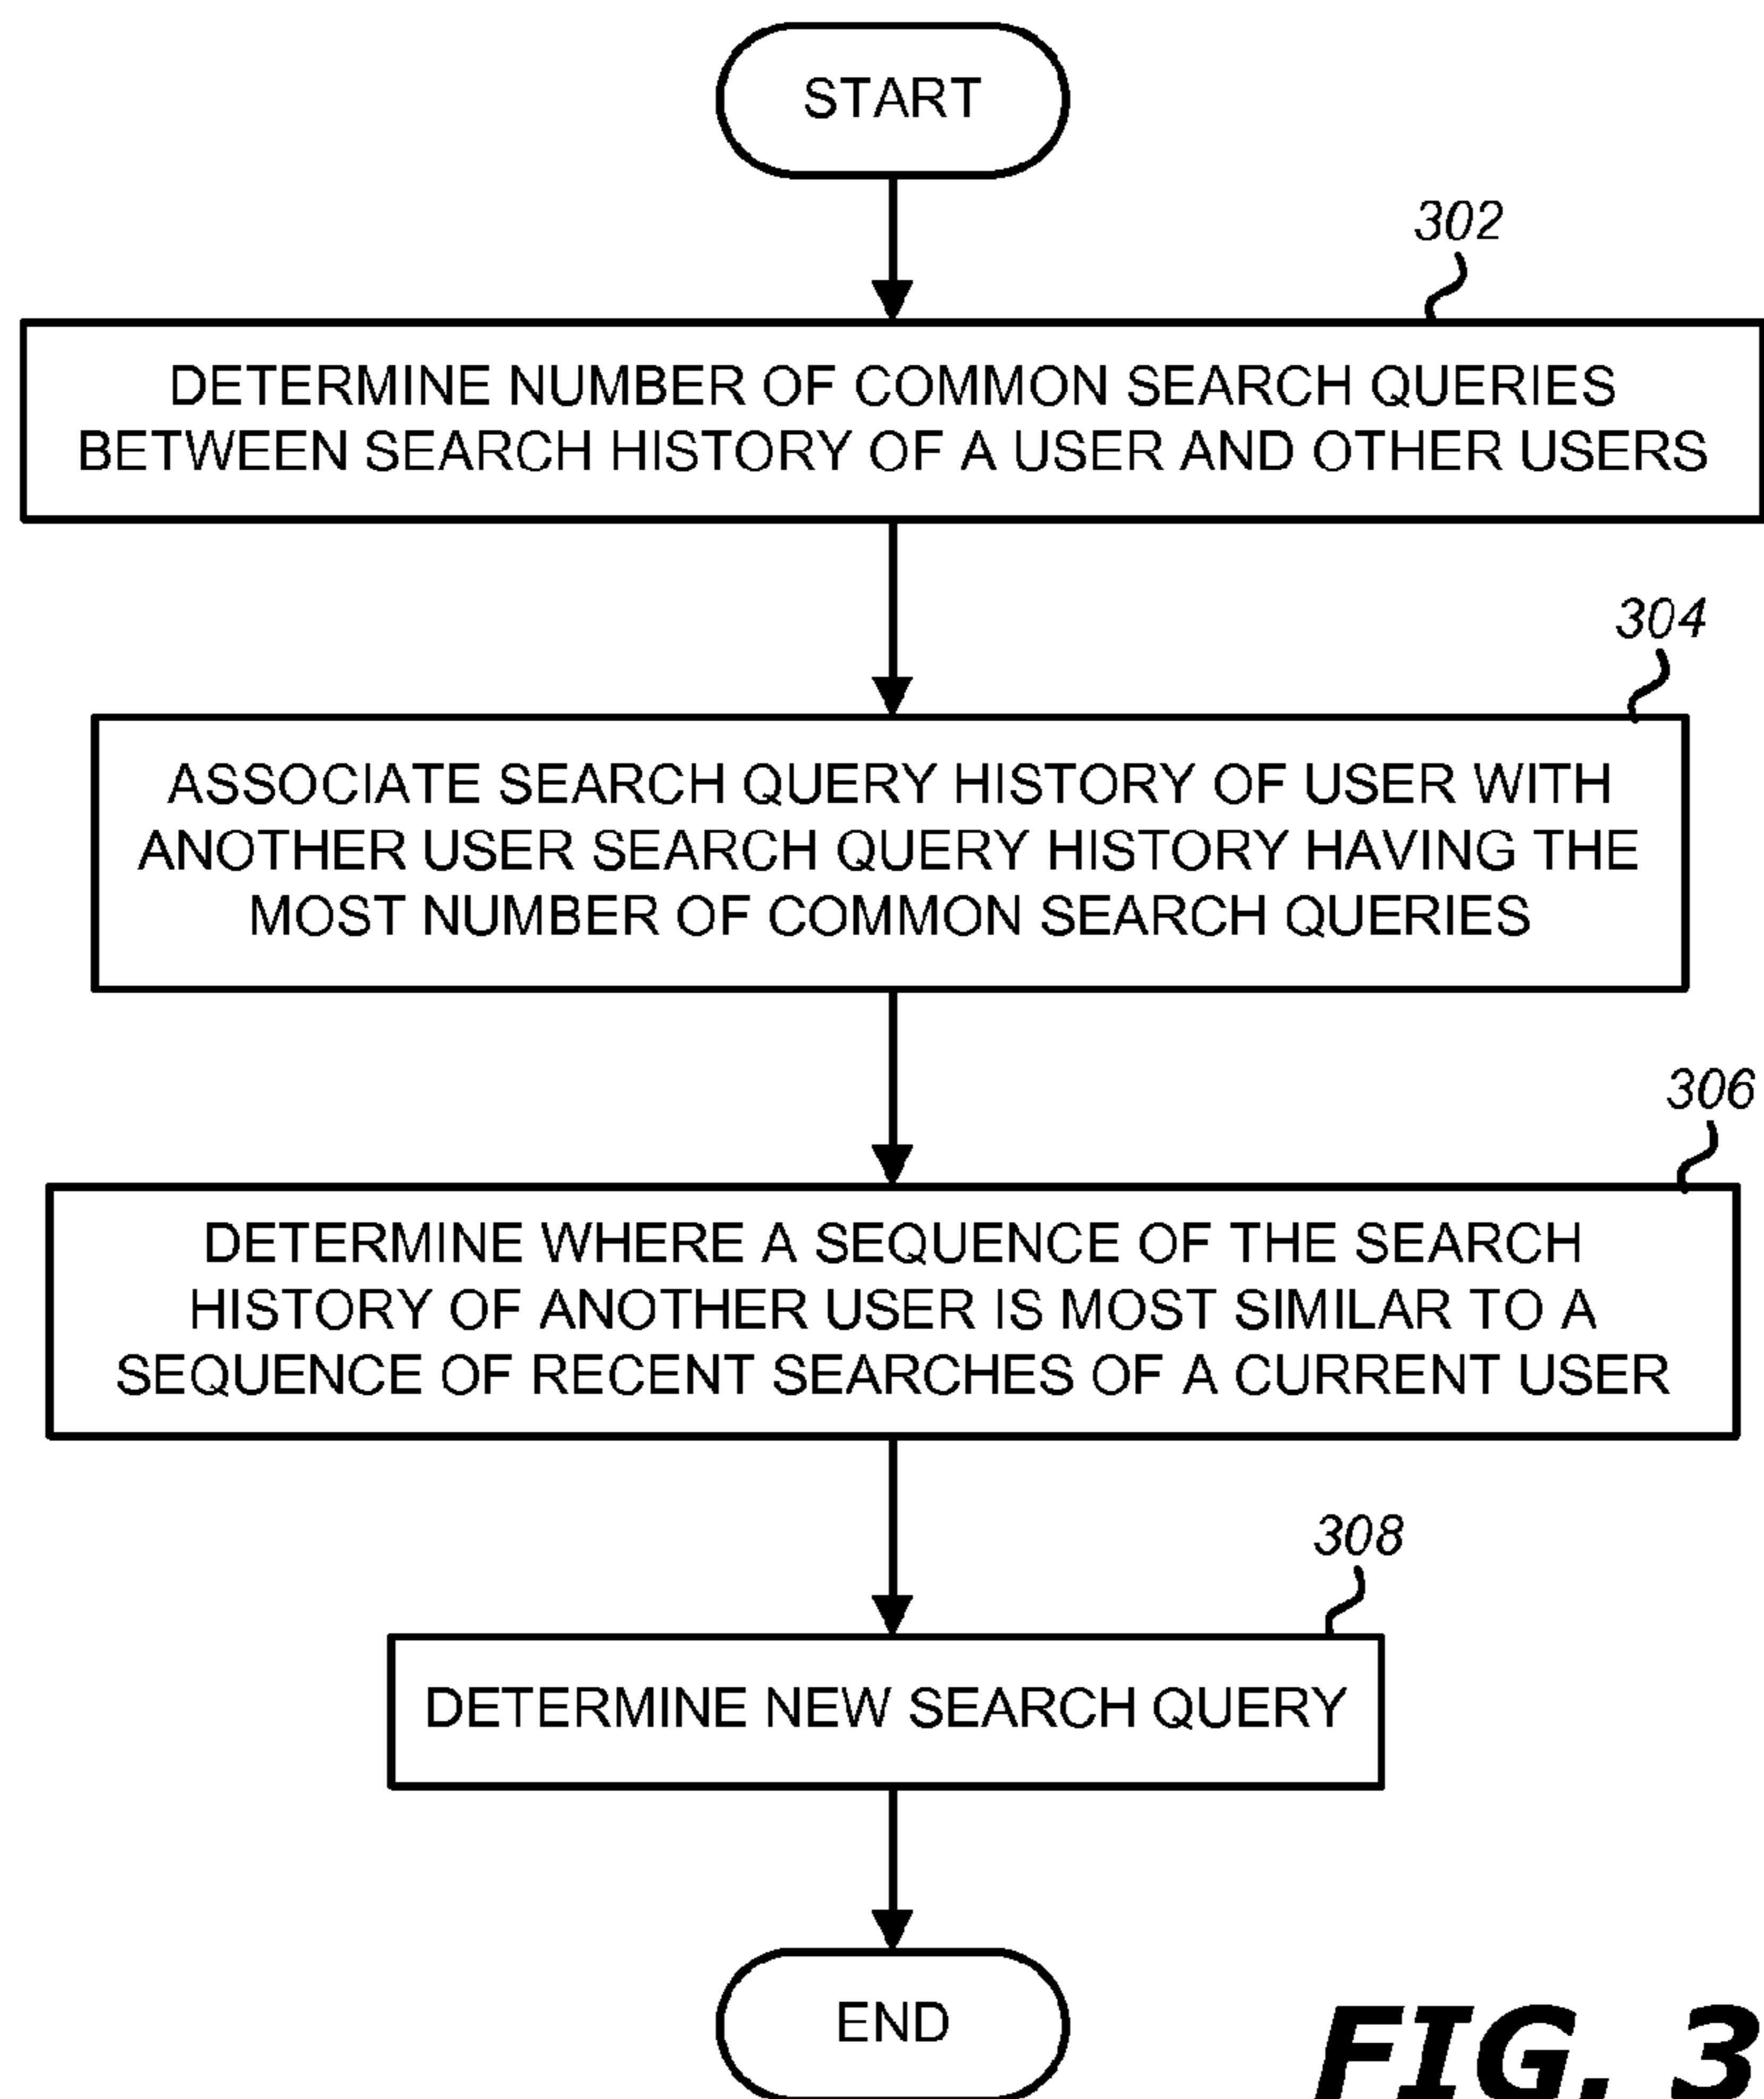 START
302
DETERMINE NUMBER OF COMMON SEARCH QUERIES
BETWEEN SEARCH HISTORY OF A USER AND OTHER USERS
304
ASSOCIATE SEARCH QUERY HISTORY OF USER WITH
ANOTHER USER SEARCH QUERY HISTORY HAVING THE
MOST NUMBER OF COMMON SEARCH QUERIES
306
DETERMINE WHERE A SEQUENCE OF THE SEARCH
HISTORY OF ANOTHER USER IS MOST SIMILAR TO A
SEQUENCE OF RECENT SEARCHES OF A CURRENT USER
308
DETERMINE NEW SEARCH QUERY
END
FIG. 3